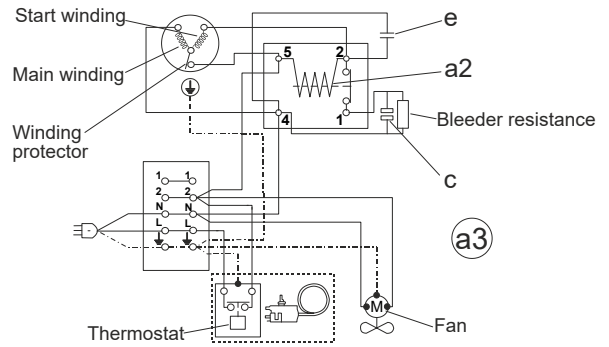 Start winding
Main winding
Winding
protector
5
2
4
1
e
a2
Bleeder resistance
c
a3
1 1
2 2
N N
L L
Thermostat
M
Fan